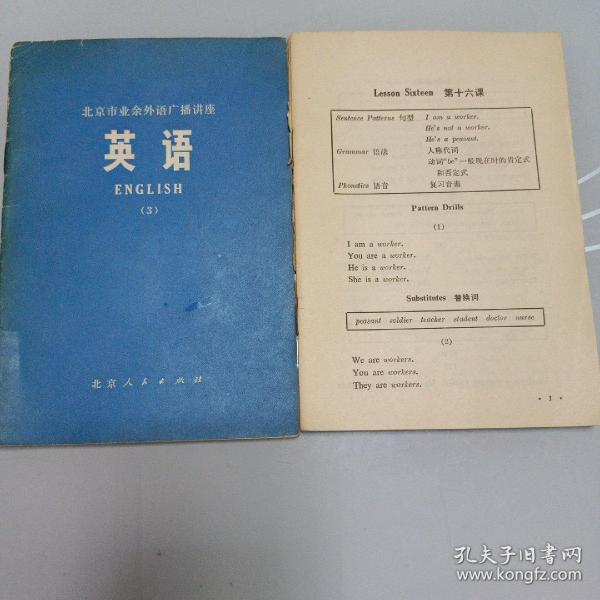 北京市业余外语广播讲座
英语
ENGLISH
(3)
北京人民出版社
Lesson Sixteen 第十六课
Sentence Patterns 句型 I am a worker.
He's not a worker.
He's a peasant.
Grammar 语法 人称代词
动词“be”一般现在时的肯定式
和否定式
Phonetics 语音 复习音素
Pattern Drills
(1)
I am a worker.
You are a worker.
He is a worker.
She is a worker.
Substitutes 替换词
peasant soldier teacher student doctor nurse
(2)
We are workers.
You are workers.
They are workers.
• 1 •
孔夫子旧书网
www.kongfz.com